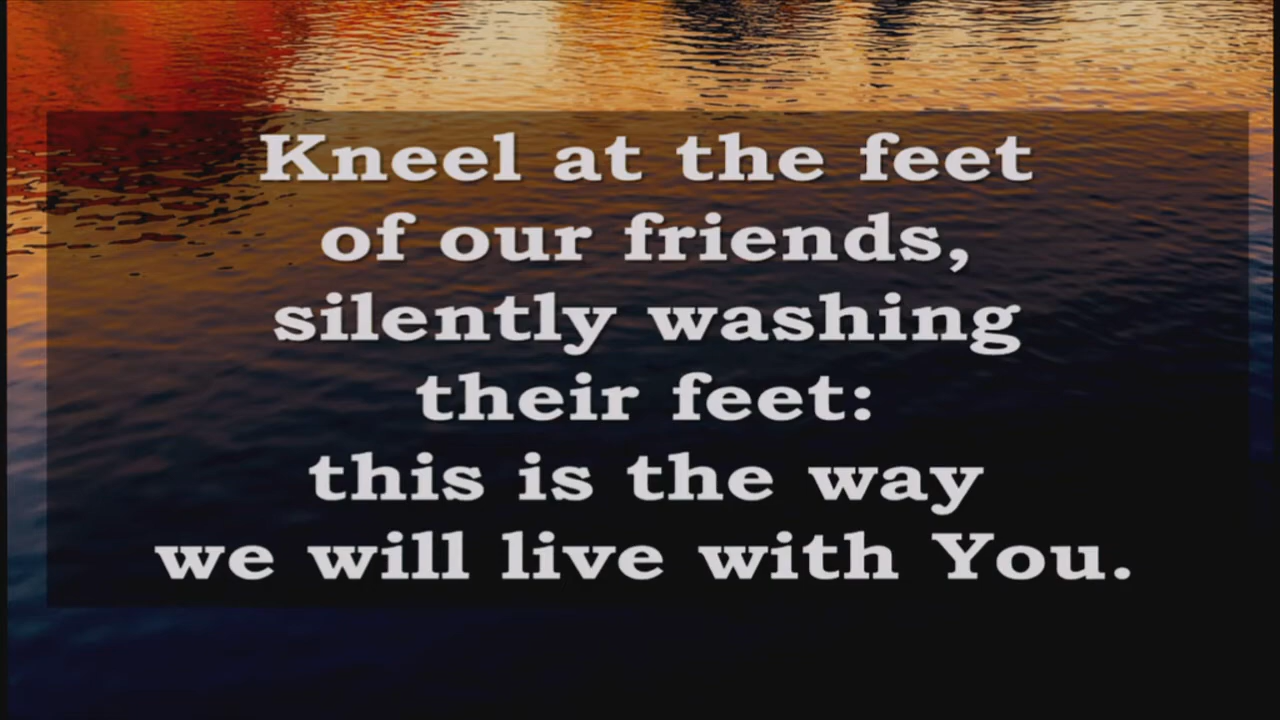 Kneel at the feet
of our friends,
silently washing
their feet:
this is the way
we will live with You.